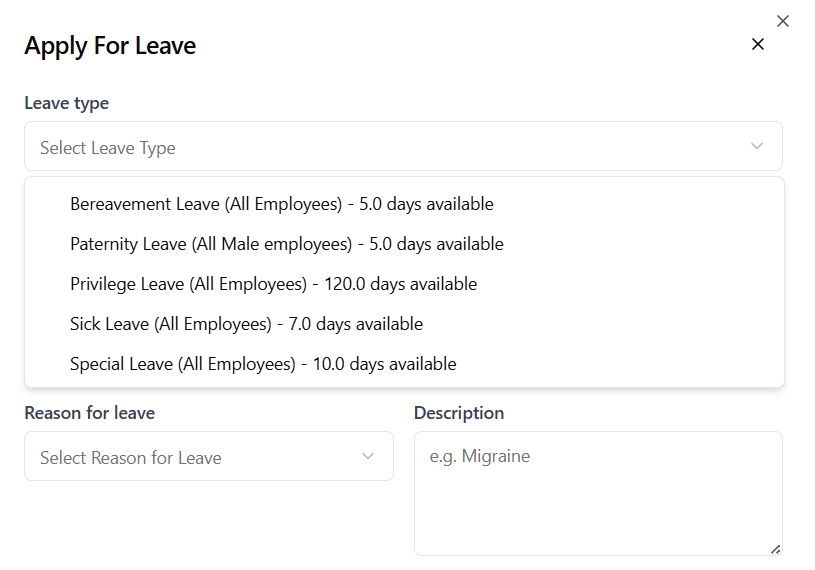 Apply For Leave
Leave type
Select Leave Type
Bereavement Leave (All Employees) - 5.0 days available
Paternity Leave (All Male employees) - 5.0 days available
Privilege Leave (All Employees) - 120.0 days available
Sick Leave (All Employees) - 7.0 days available
Special Leave (All Employees) - 10.0 days available
Reason for leave
Select Reason for Leave
Description
e.g. Migraine